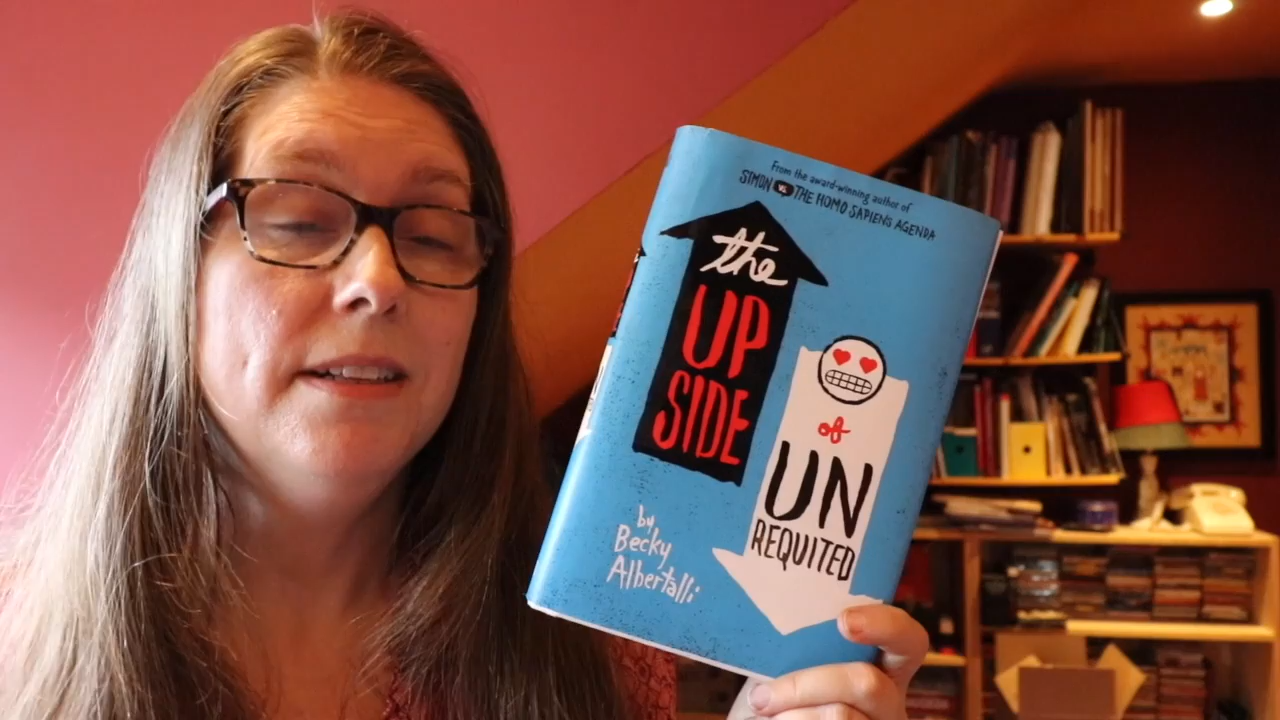 From the award-winning author of
SIMON vs. THE HOMO SAPIENS AGENDA
the
UP
SIDE
of
UN
REQUITED
by
Becky
Albertalli